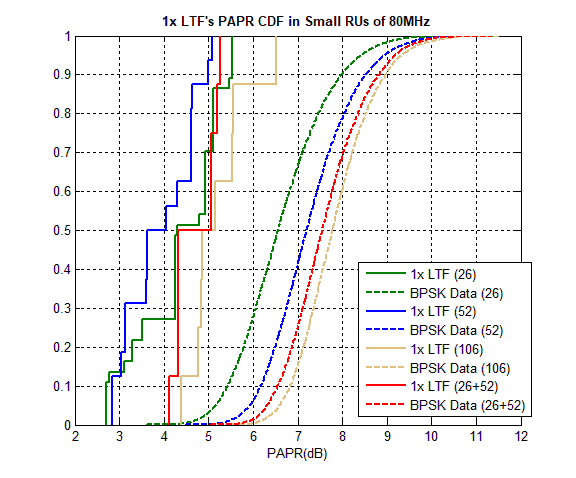 1x LTF's PAPR CDF in Small RUs of 80MHz
1
0.9
0.8
0.7
0.6
0.5
0.4
0.3
0.2
0.1
0
1x LTF (26)
BPSK Data (26)
1x LTF (52)
BPSK Data (52)
1x LTF (106)
BPSK Data (106)
1x LTF (26+52)
BPSK Data (26+52)
2 3 4 5 6 7 8 9 10 11 12
PAPR(dB)